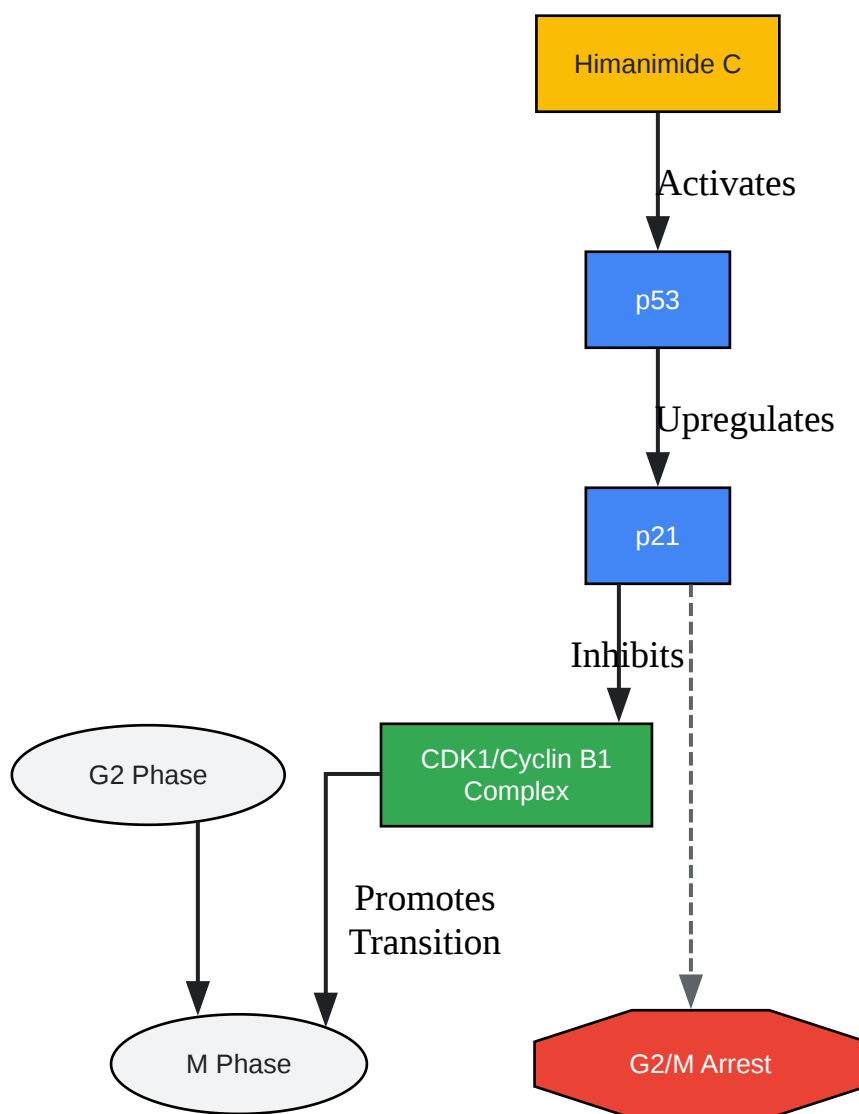 Himanimide C
Activates
p53
Upregulates
p21
Inhibits
CDK1/Cyclin B1
Complex
G2 Phase
Promotes
Transition
M Phase
G2/M Arrest